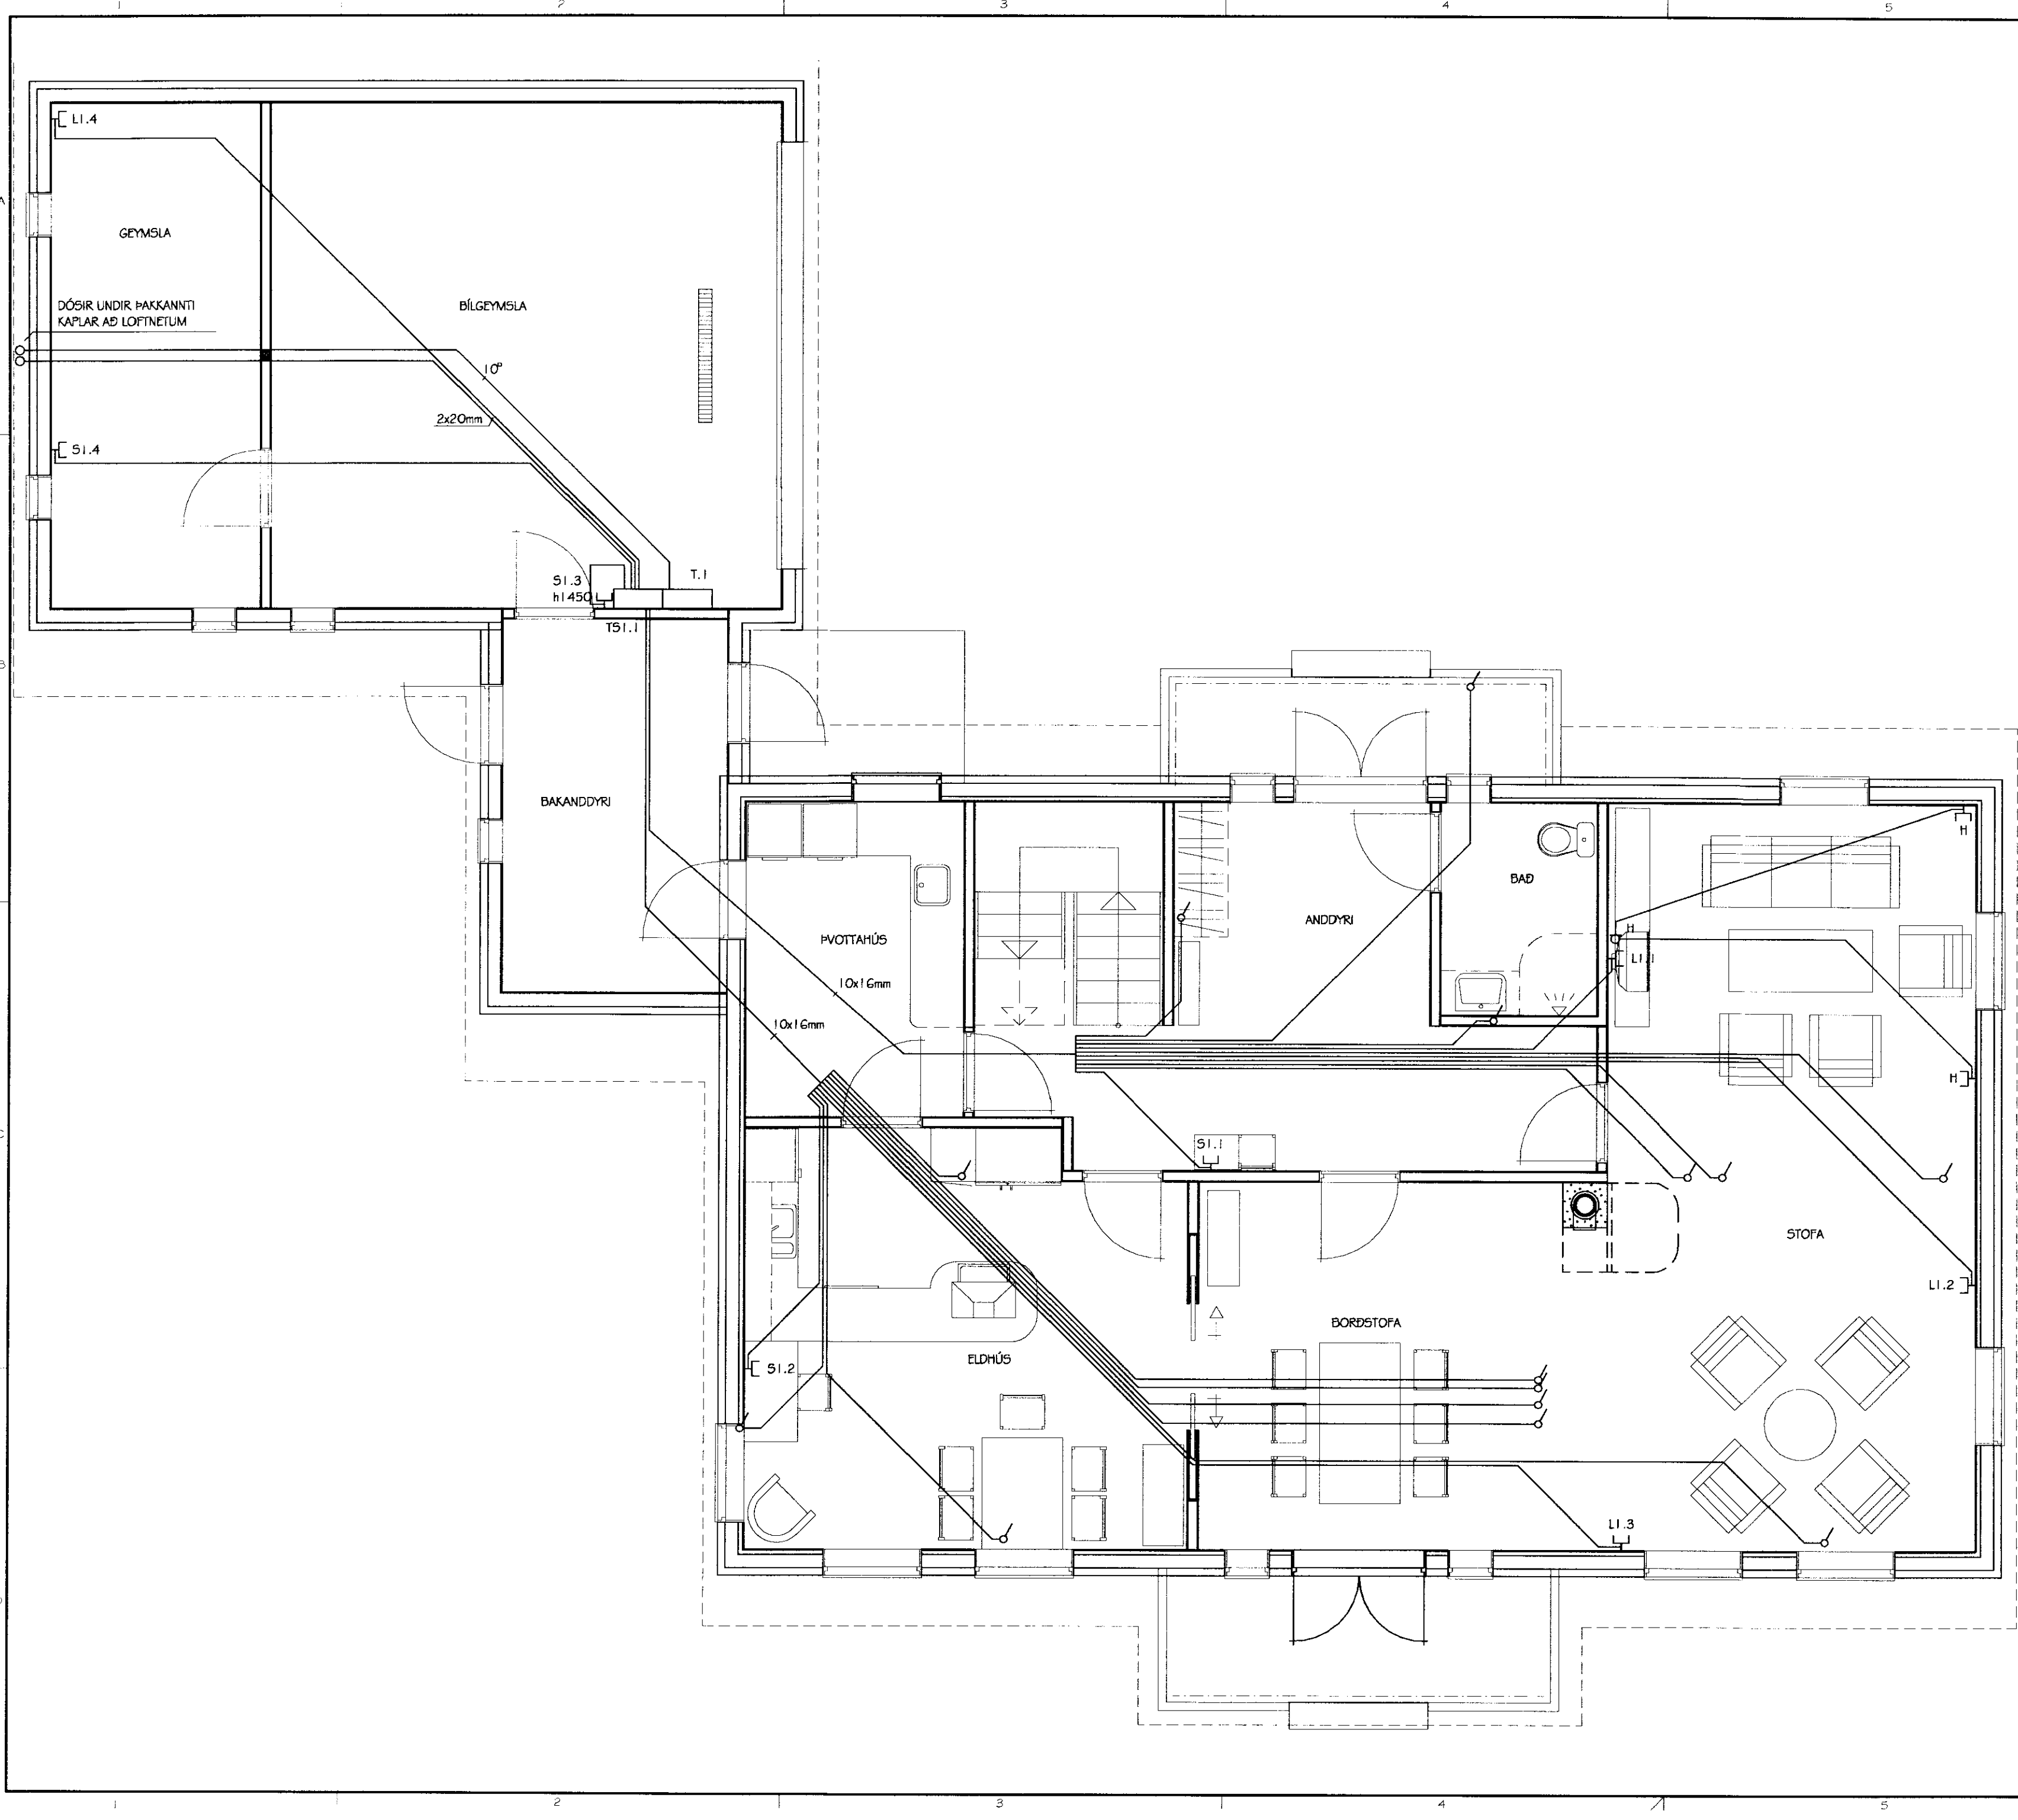 1 2 3 4 5
A
L1.4
GEYMSLA
DÓSIR UNDIR ÞAKKANNTI
KAPLAR AÐ LOFTNETUM
BÍLGEYMSLA
10°
2x20mm
S1.4
S1.3
h1450
T.1
TS1.1
B
BAKANDDYRI
ÞVOTTAHÚS
10x16mm
10x16mm
ANDDYRI
BAÐ
H
H
L1.1
H
C
S1.1
STOFA
L1.2
BORÐSTOFA
ELDHÚS
S1.2
L1.3
D
1 2 3 4 5